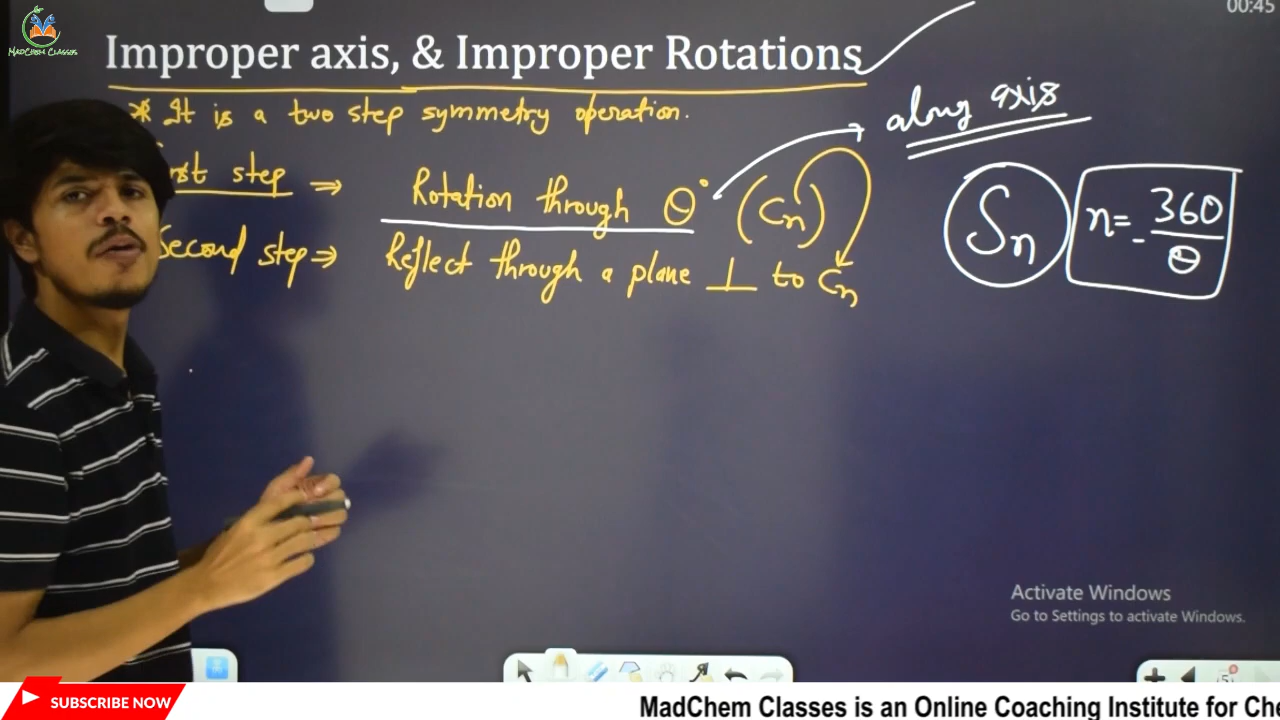 00:45
MADCHEM CLASSES
Improper axis, & Improper Rotations
* It is a two step symmetry operation.
along axis
step ⇒ Rotation through θ° (Cn)
Sn n = 360/θ
Second step ⇒ Reflect through a plane ⊥ to Cn
Activate Windows
Go to Settings to activate Windows.
SUBSCRIBE NOW
MadChem Classes is an Online Coaching Institute for Che